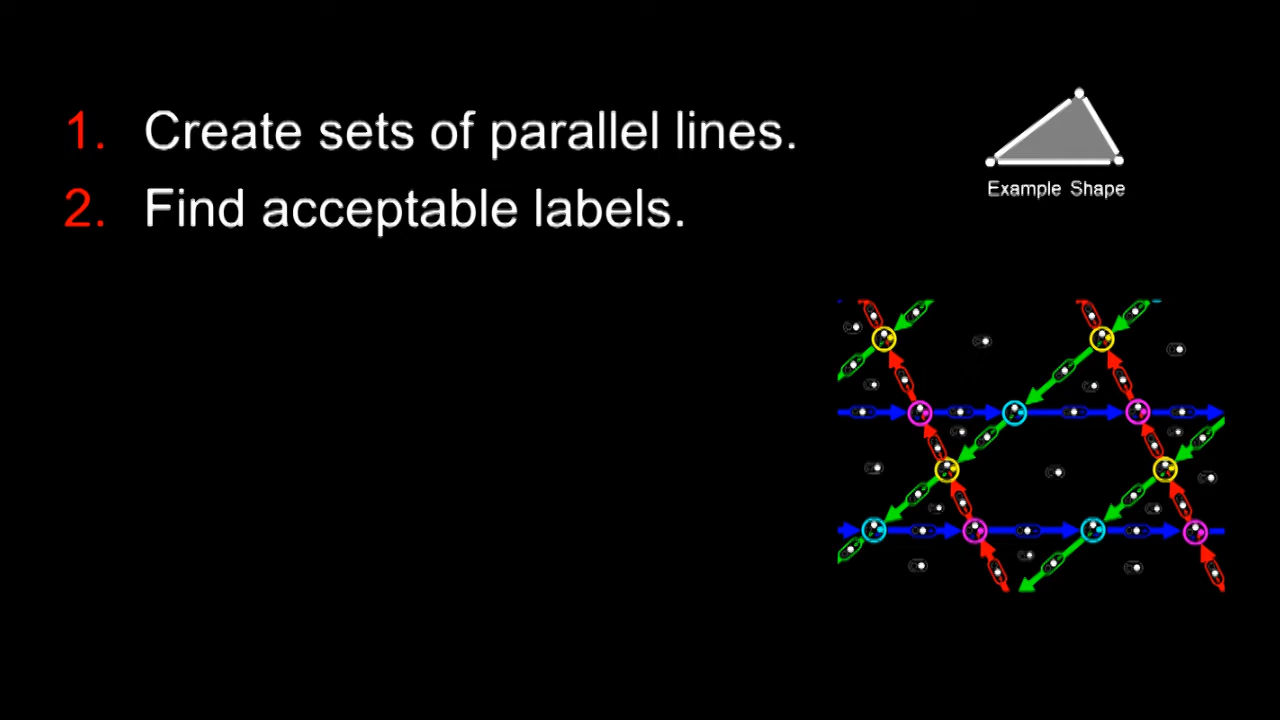 1. Create sets of parallel lines.
2. Find acceptable labels.
Example Shape